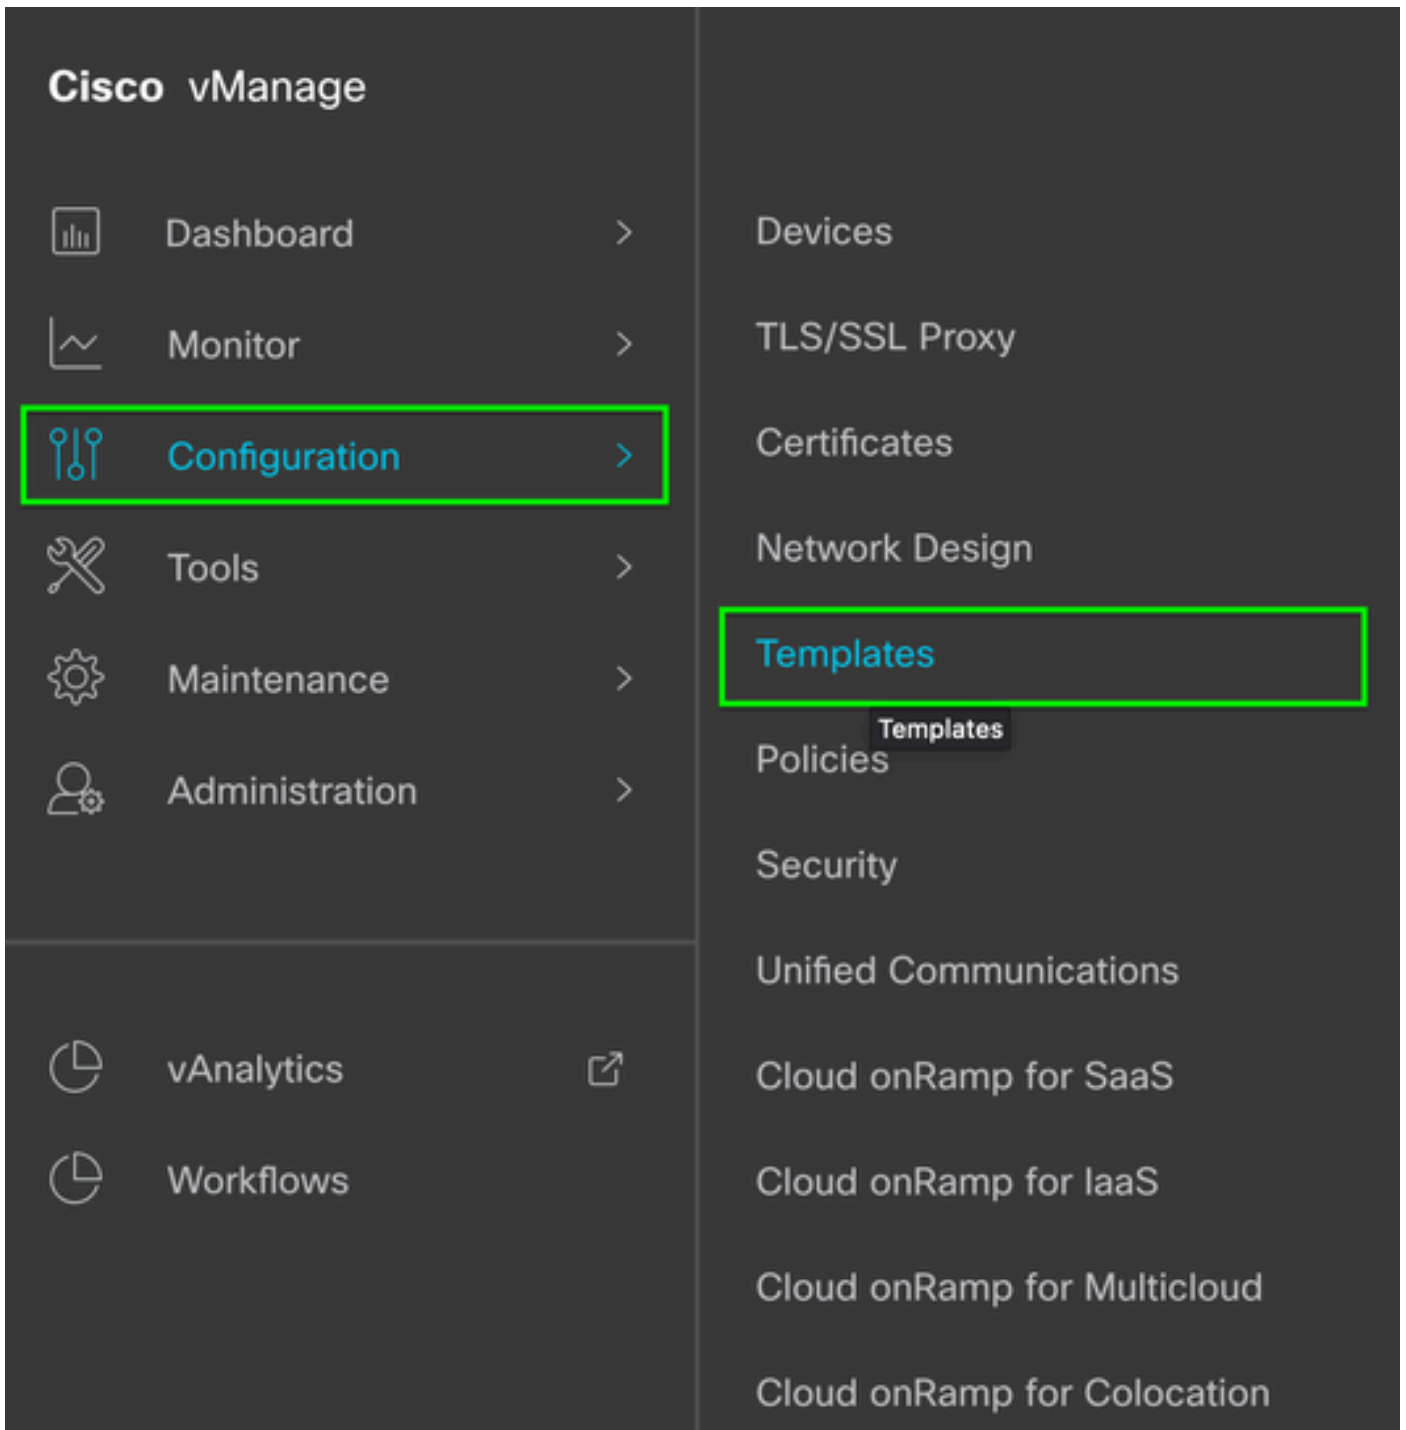 Cisco vManage
Dashboard
Monitor
Configuration
Tools
Maintenance
Administration
vAnalytics
Workflows
Devices
TLS/SSL Proxy
Certificates
Network Design
Templates
Templates
Policies
Security
Unified Communications
Cloud onRamp for SaaS
Cloud onRamp for IaaS
Cloud onRamp for Multicloud
Cloud onRamp for Colocation